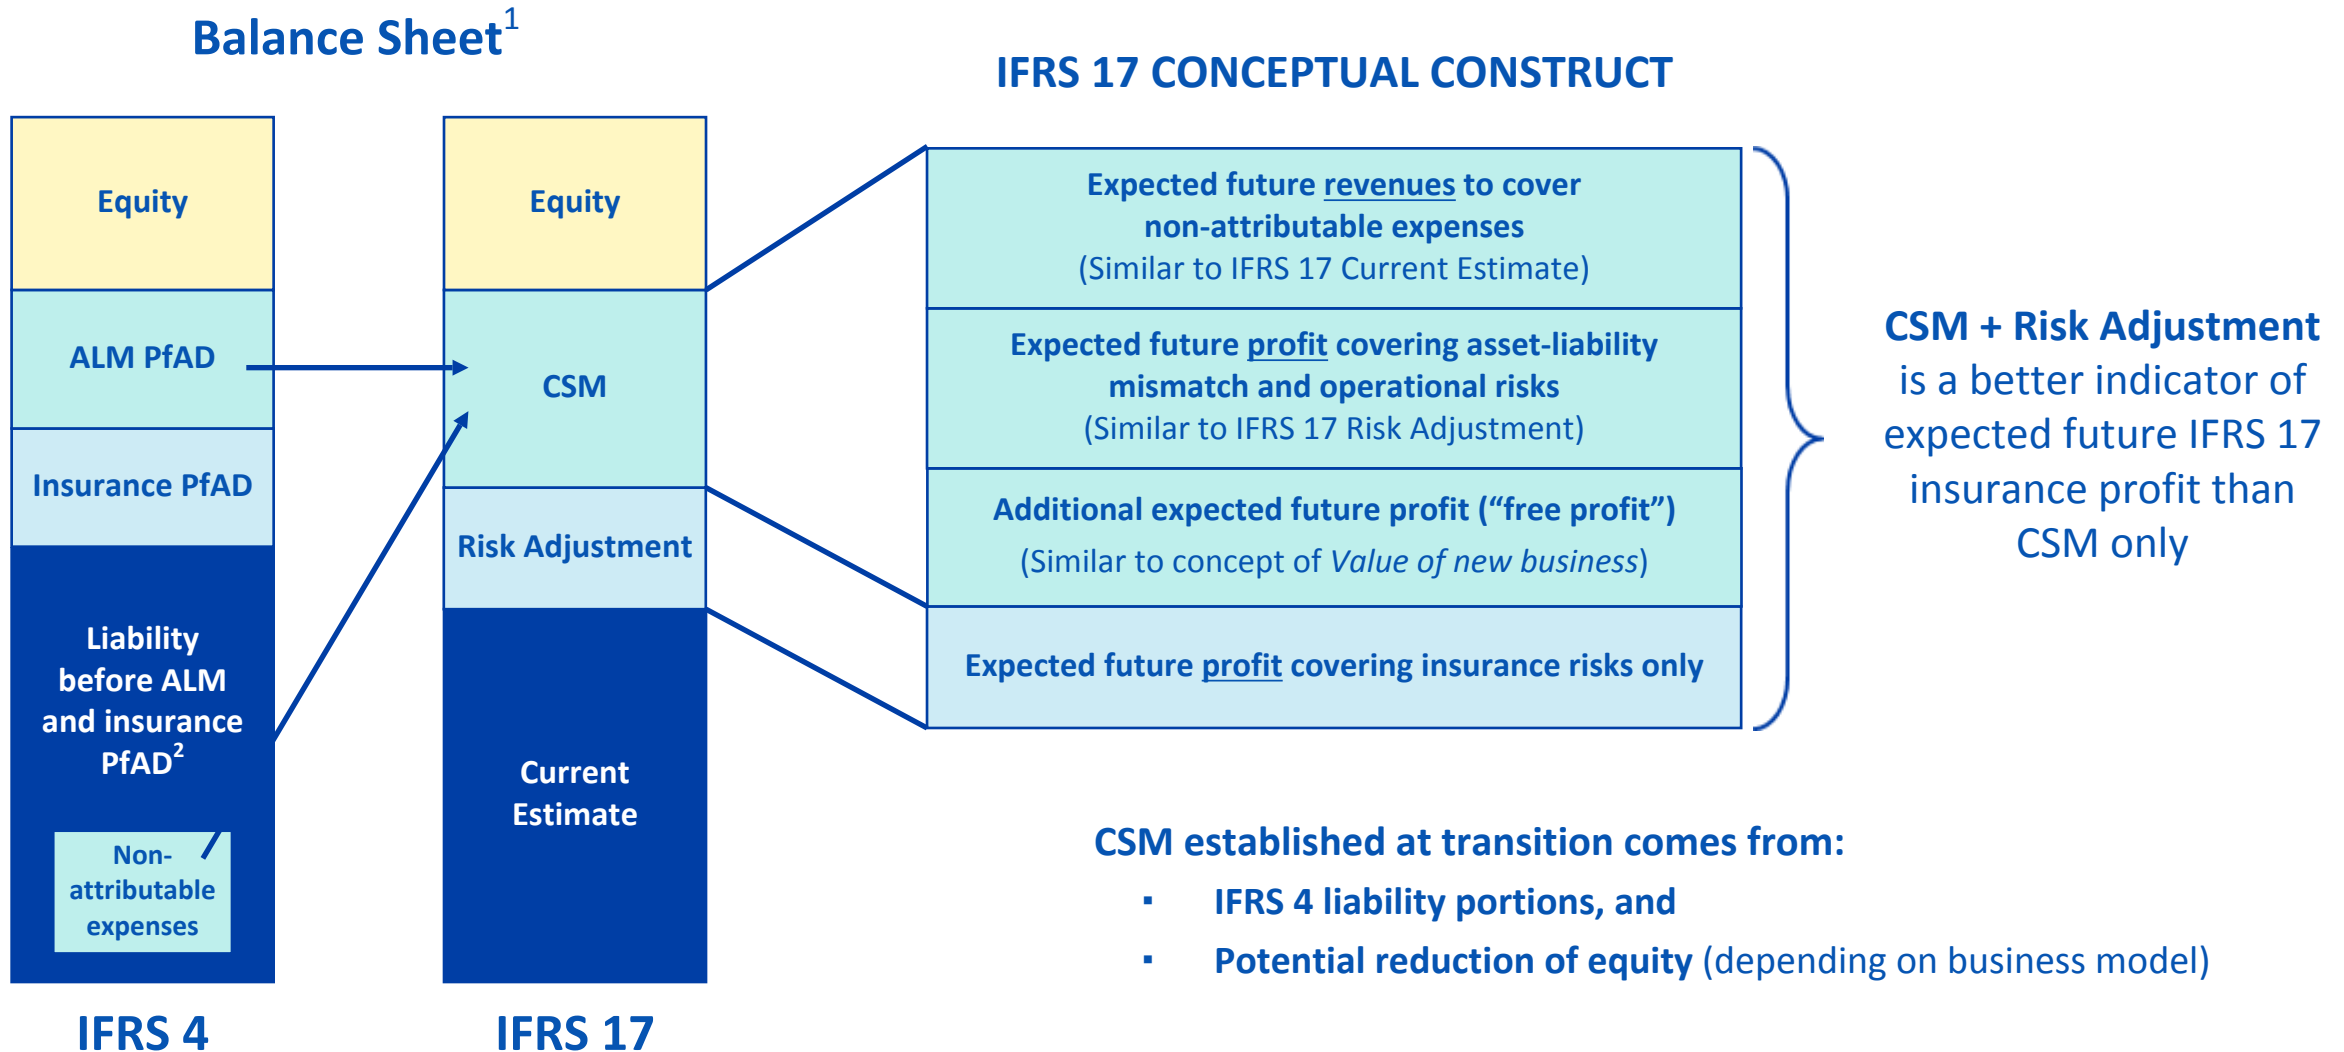 Balance Sheet1
IFRS 17 CONCEPTUAL CONSTRUCT
Equity
ALM PfAD
Insurance PfAD
Liability
before ALM
and insurance
PfAD2
Non-
attributable
expenses
IFRS 4
Equity
CSM
Risk Adjustment
Current
Estimate
IFRS 17
Expected future revenues to cover
non-attributable expenses
(Similar to IFRS 17 Current Estimate)
Expected future profit covering asset-liability
mismatch and operational risks
(Similar to IFRS 17 Risk Adjustment)
Additional expected future profit (“free profit”)
(Similar to concept of Value of new business)
Expected future profit covering insurance risks only
CSM + Risk Adjustment
is a better indicator of
expected future IFRS 17
insurance profit than
CSM only
CSM established at transition comes from:
▪ IFRS 4 liability portions, and
▪ Potential reduction of equity (depending on business model)